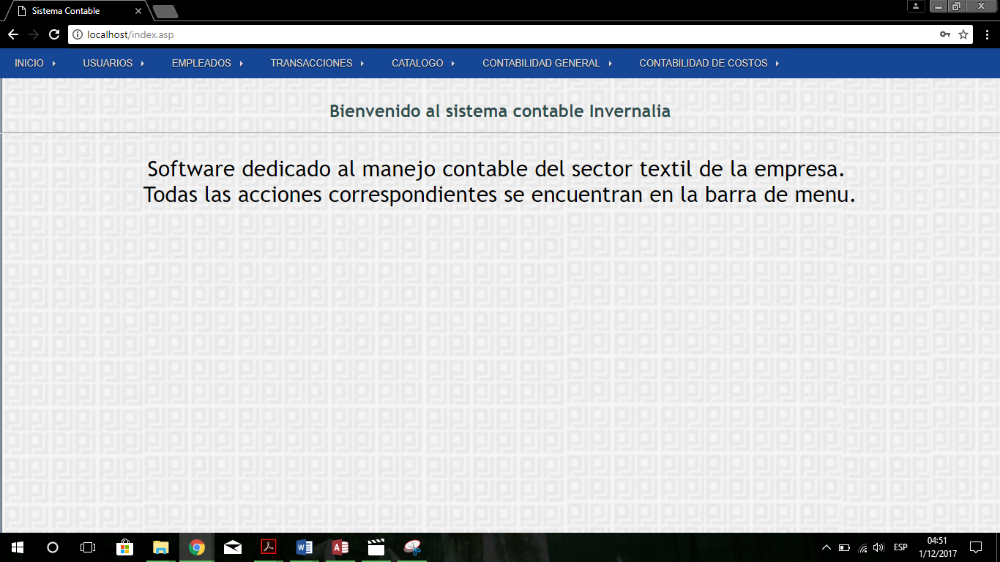 Sistema Contable
localhost/index.asp
INICIO USUARIOS EMPLEADOS TRANSACCIONES CATALOGO CONTABILIDAD GENERAL CONTABILIDAD DE COSTOS
Bienvenido al sistema contable Invernalia
Software dedicado al manejo contable del sector textil de la empresa.
Todas las acciones correspondientes se encuentran en la barra de menu.
ESP
04:51
1/12/2017